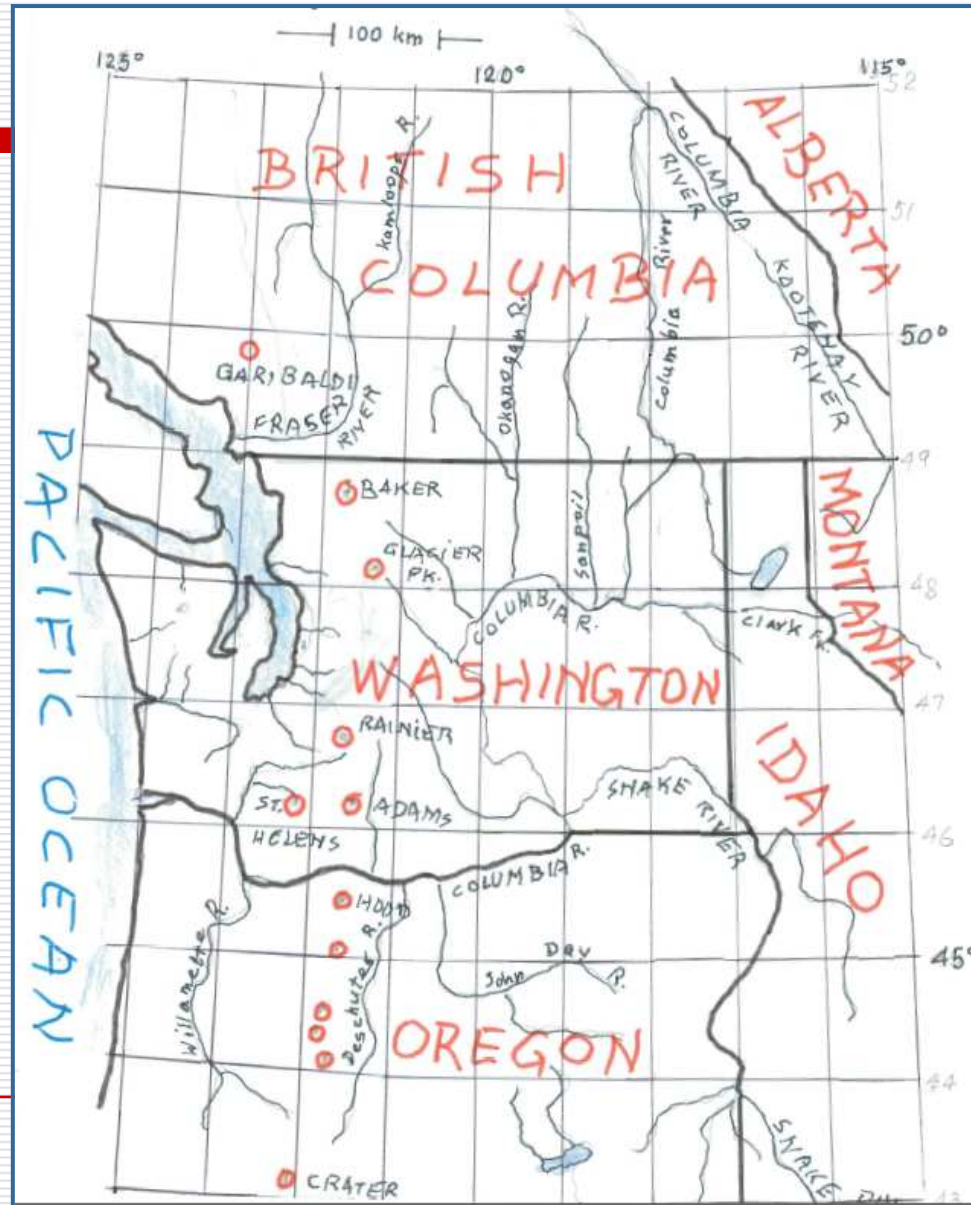 100 km
125°
120°
115°
52
BRITISH
COLUMBIA
ALBERTA
Kamloops R.
COLUMBIA
RIVER
51
Columbia
River
KOOTENAY
RIVER
50°
Okanogan R.
GARIBALDI
FRASER
RIVER
49
BAKER
GLACIER
PK.
Sanpoil
MONTANA
48
COLUMBIA R.
Clark Fk.
PACIFIC OCEAN
WASHINGTON
47
RAINIER
IDAHO
ST.
HELENS
ADAMS
SNAKE
RIVER
46
COLUMBIA R.
HOOD
Willamette R.
Deschutes R.
John Day R.
45°
OREGON
44
SNAKE
CRATER
43